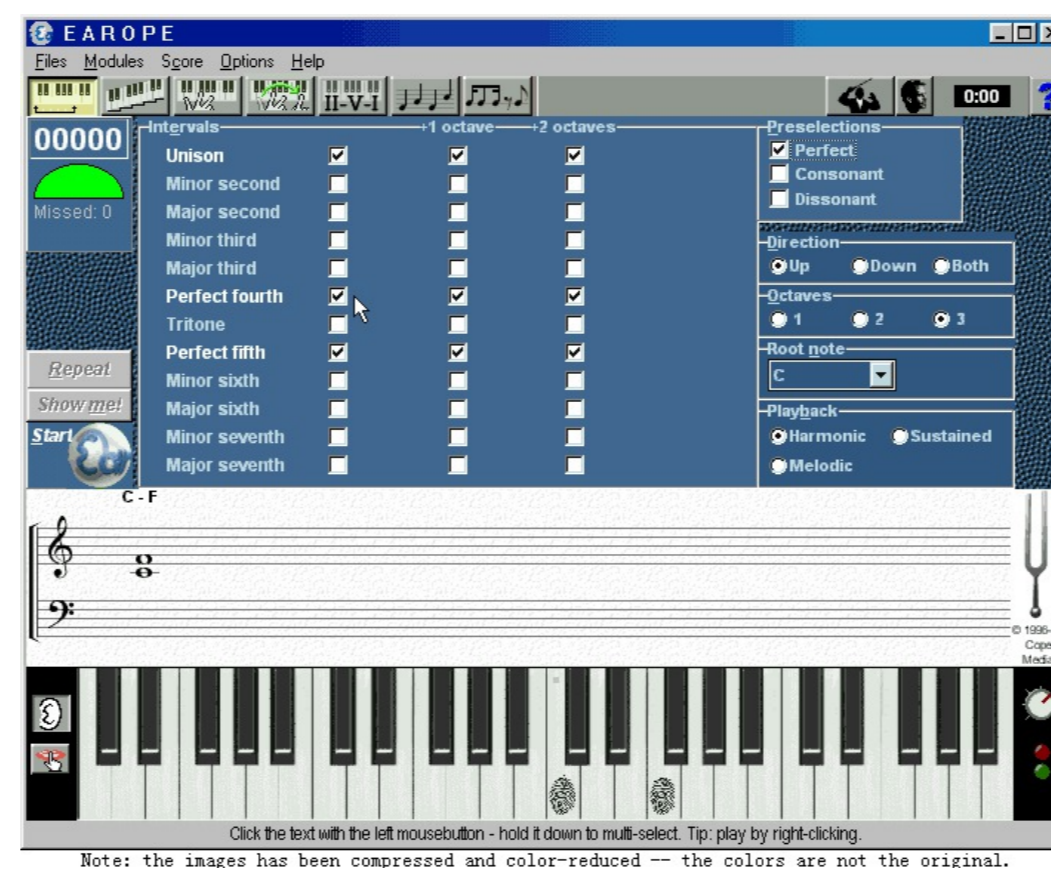 EAROPE
Files Modules Score Options Help
II-V-I 0:00 ?
00000
Missed: 0
Repeat
Show me!
Start
Intervals +1 octave +2 octaves
Unison
Minor second
Major second
Minor third
Major third
Perfect fourth
Tritone
Perfect fifth
Minor sixth
Major sixth
Minor seventh
Major seventh
Preselections
Perfect
Consonant
Dissonant
Direction
Up Down Both
Octaves
1 2 3
Root note
C
Playback
Harmonic Sustained
Melodic
C - F
© 1996-
Cope
Media
Click the text with the left mousebutton - hold it down to multi-select. Tip: play by right-clicking.
Note: the images has been compressed and color-reduced -- the colors are not the original.